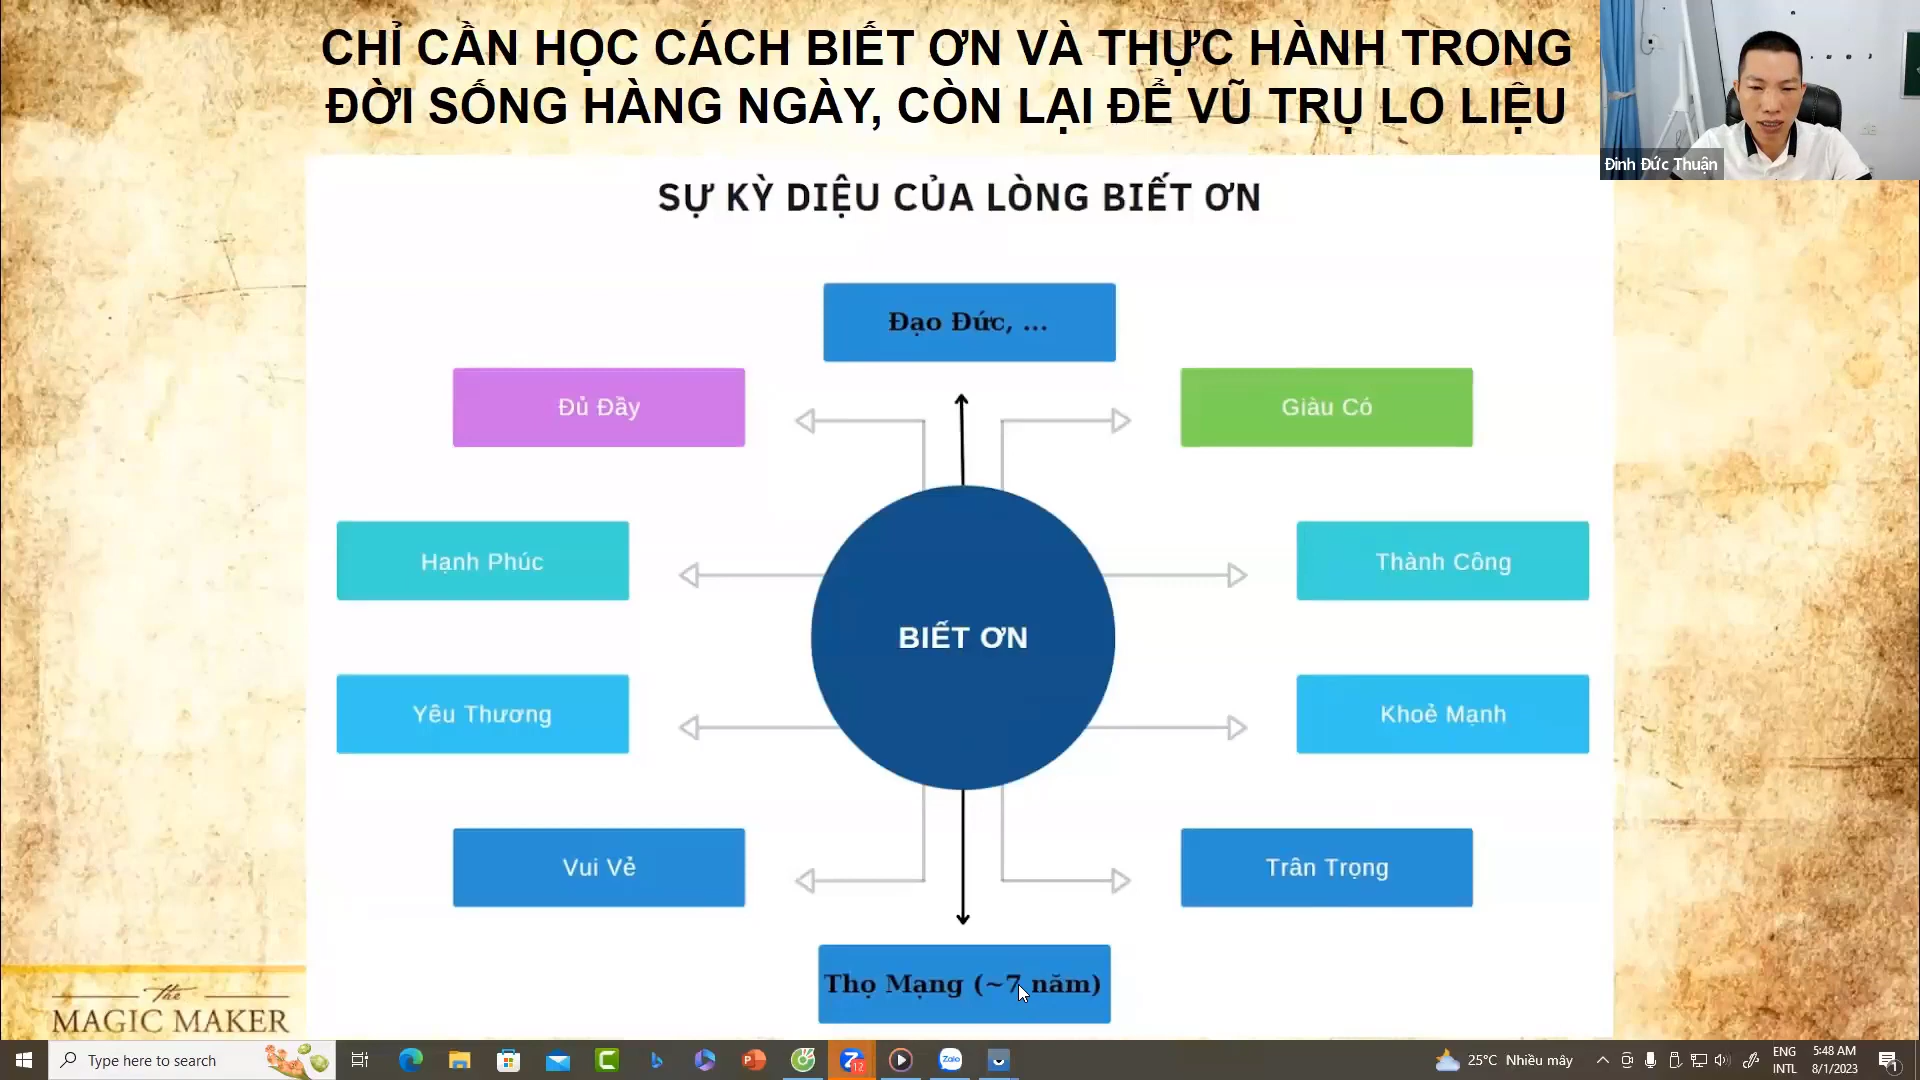 CHỈ CẦN HỌC CÁCH BIẾT ƠN VÀ THỰC HÀNH TRONG
ĐỜI SỐNG HÀNG NGÀY, CÒN LẠI ĐỂ VŨ TRỤ LO LIỆU
Đinh Đức Thuận
SỰ KỲ DIỆU CỦA LÒNG BIẾT ƠN
Đạo Đức, ...
Đủ Đầy
Giàu Có
Hạnh Phúc
Thành Công
BIẾT ƠN
Yêu Thương
Khoẻ Mạnh
Vui Vẻ
Trân Trọng
Thọ Mạng (~7 năm)
The
MAGIC MAKER
Type here to search
12
Zalo
25°C Nhiều mây
ENG
INTL
5:48 AM
8/1/2023
1